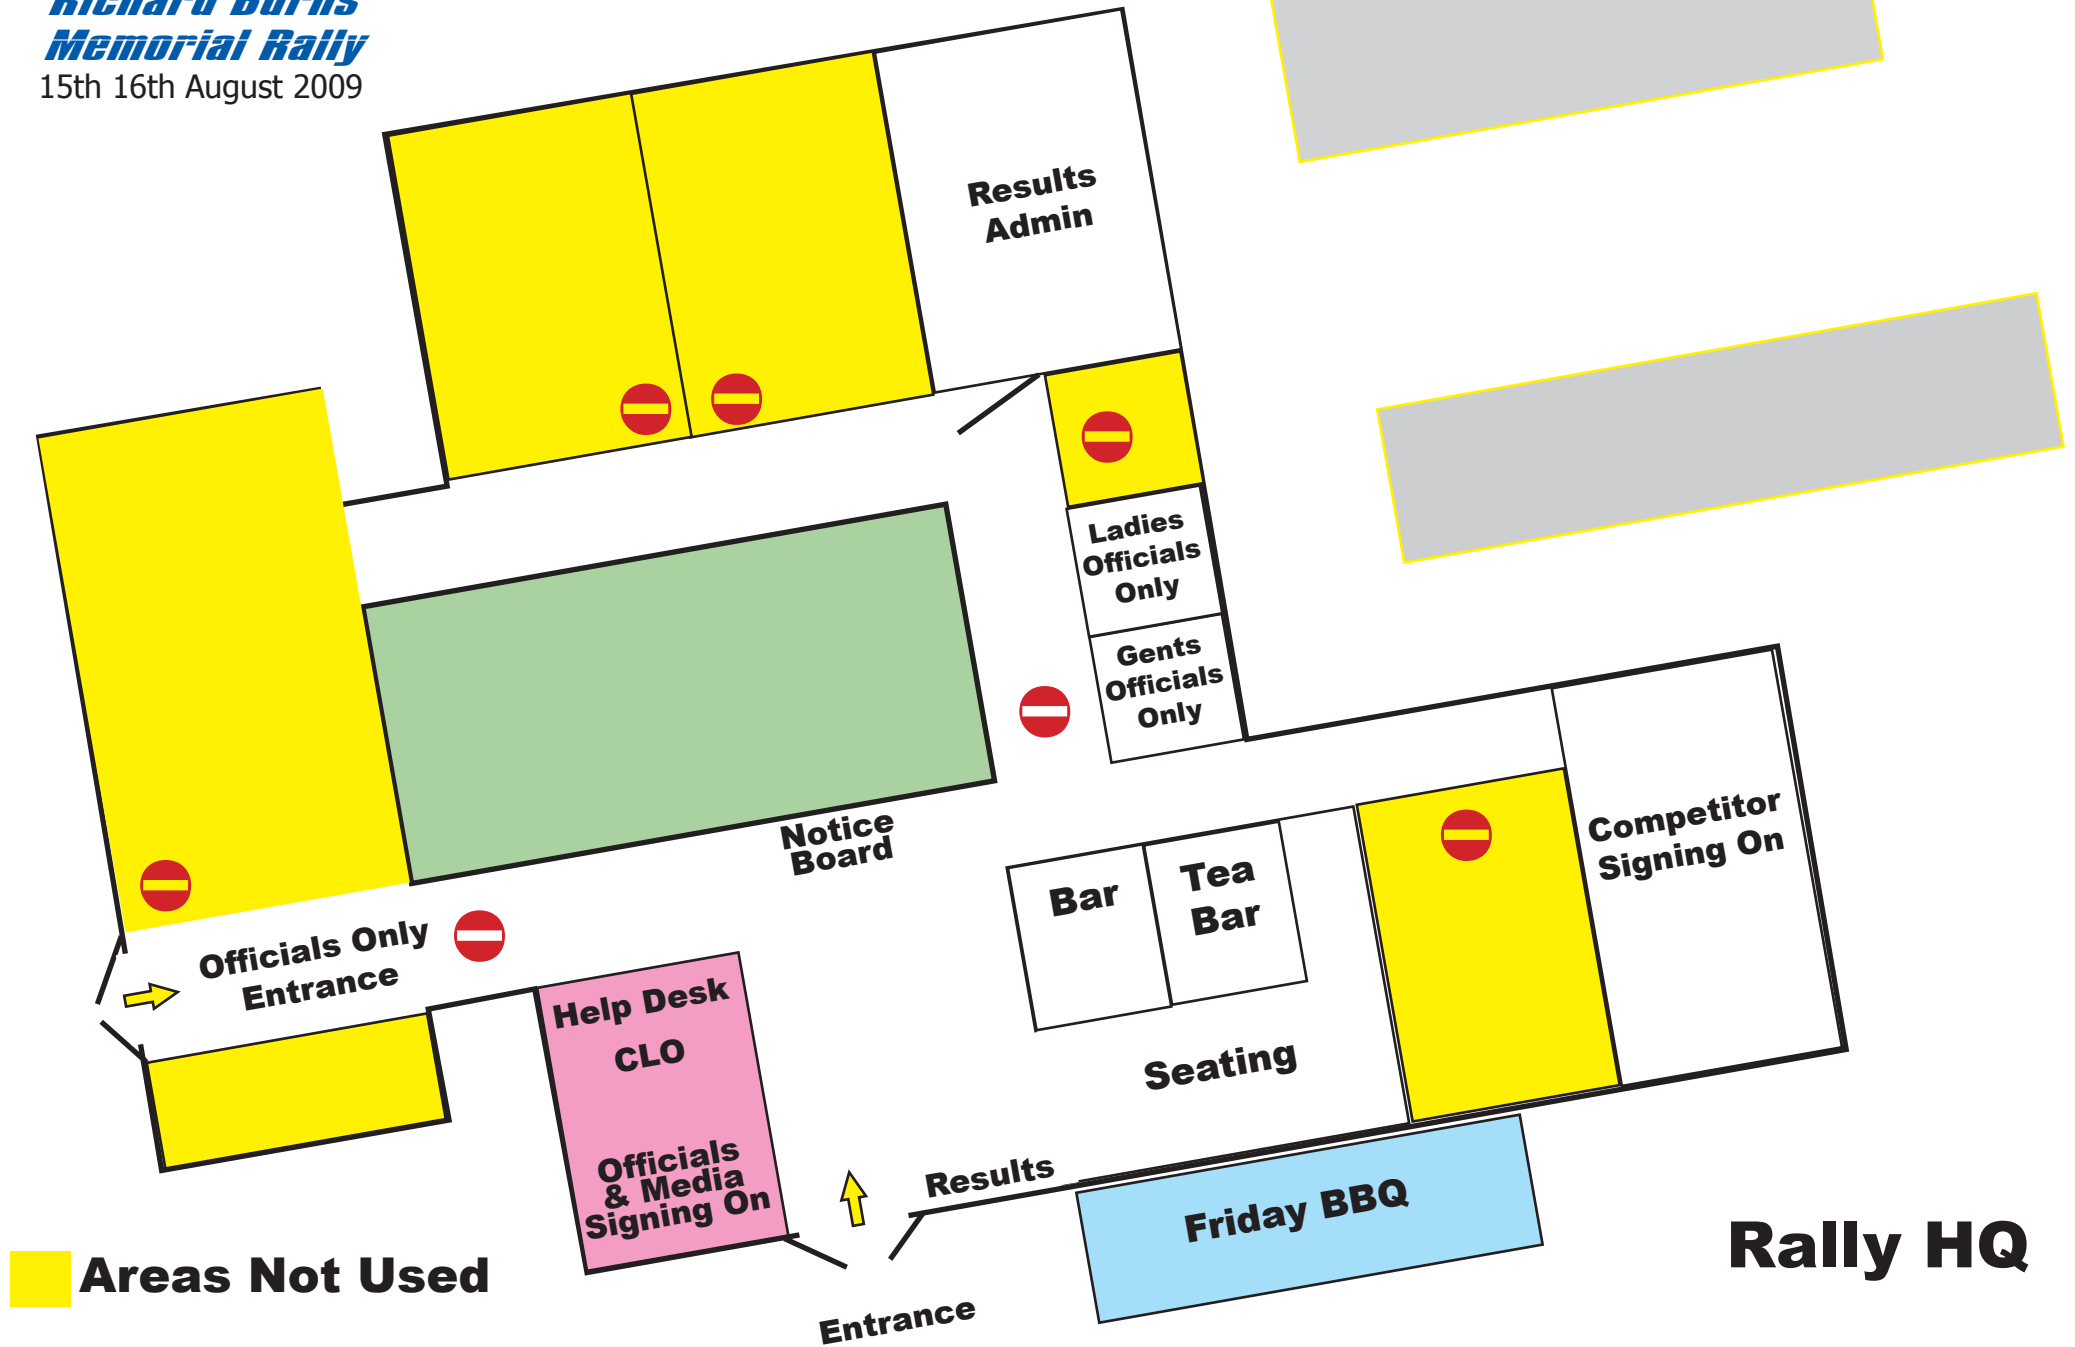 Richard Burns
Memorial Rally
15th 16th August 2009
Results
Admin
Ladies
Officials
Only
Gents
Officials
Only
Notice
Board
Competitor
Signing On
Bar
Tea
Bar
Officials Only
Entrance
Help Desk
CLO
Officials
& Media
Signing On
Seating
Results
Friday BBQ
Entrance
Areas Not Used
Rally HQ